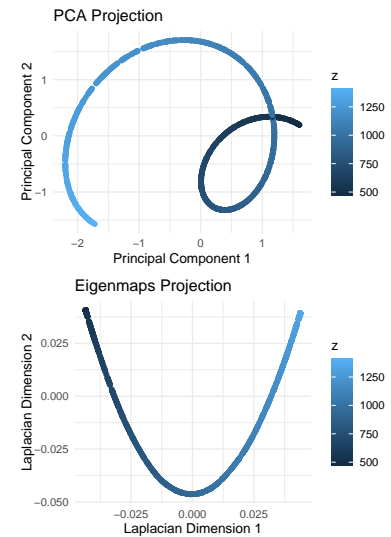 PCA Projection
Principal Component 2
1
0
−1
−2
−1
0
1
Principal Component 1
z
1250
1000
750
500
Eigenmaps Projection
Laplacian Dimension 2
0.025
0.000
−0.025
−0.050
−0.025
0.000
0.025
Laplacian Dimension 1
z
1250
1000
750
500